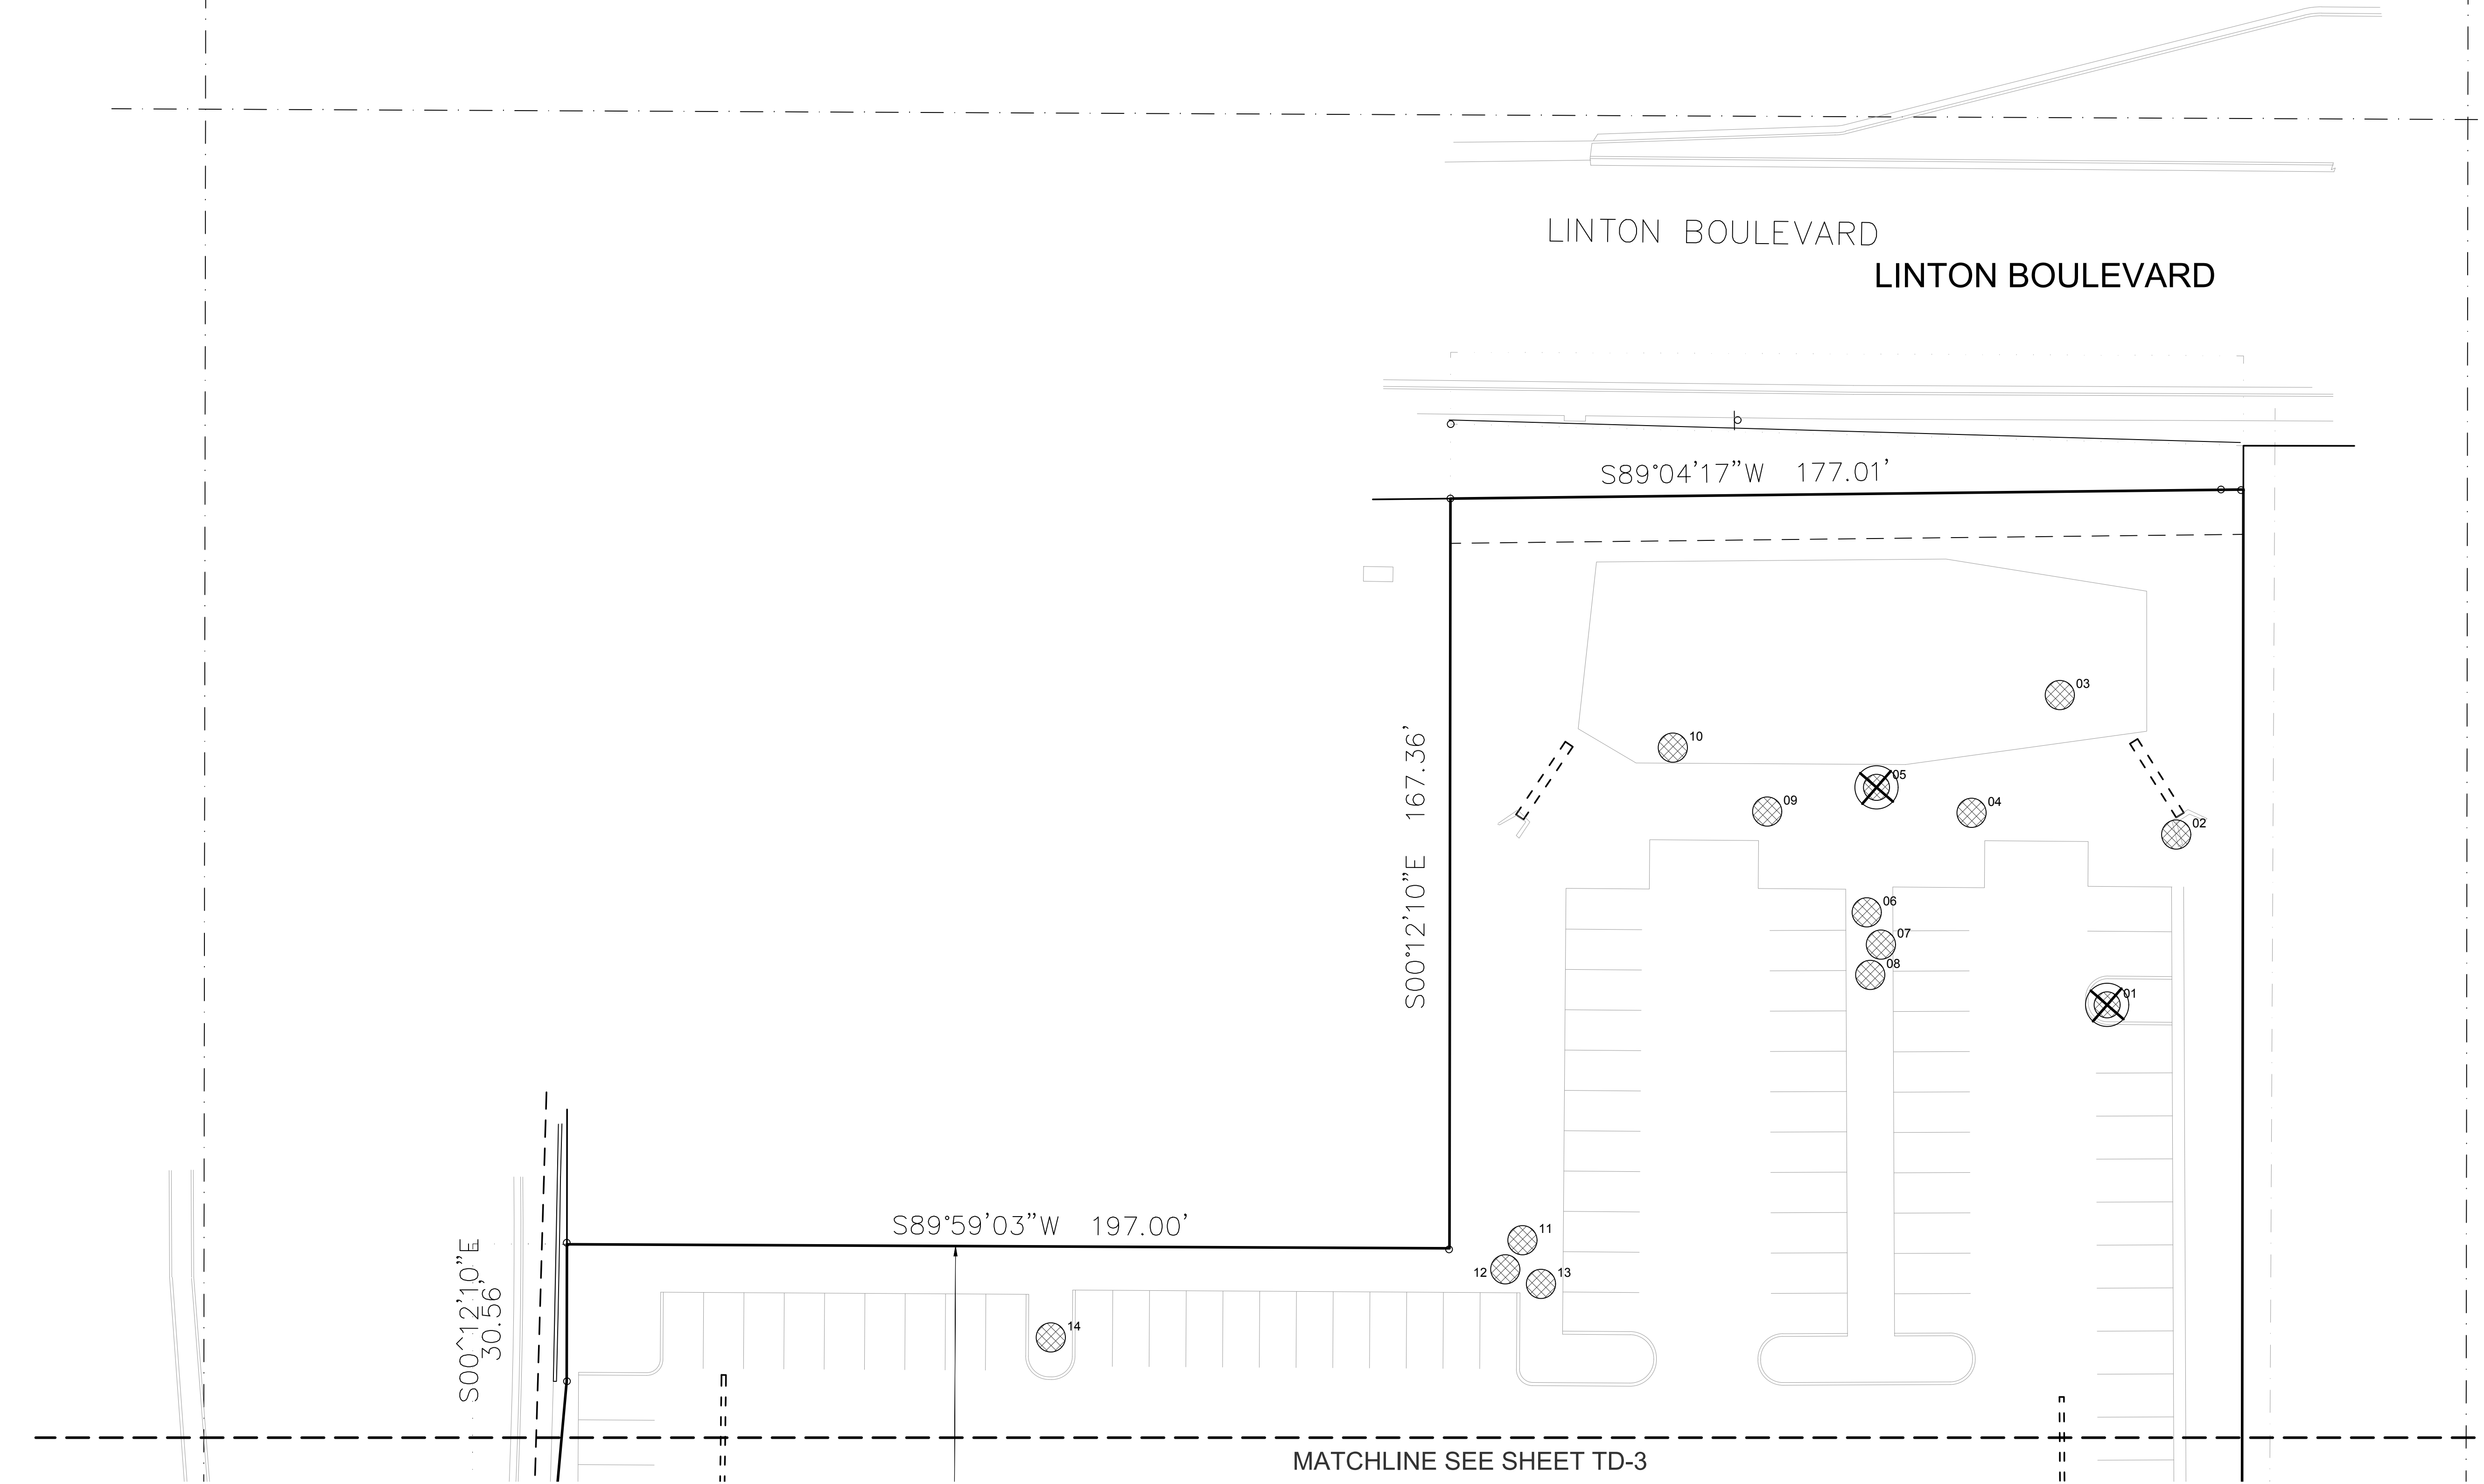 LINTON BOULEVARD
LINTON BOULEVARD
S89°04'17"W 177.01'
03
10
05
09
04
02
S00°12'10"E 167.36'
06
07
08
01
S89°59'03"W 197.00'
11
12
13
S00^12'10"E
30.56'
14
MATCHLINE SEE SHEET TD-3